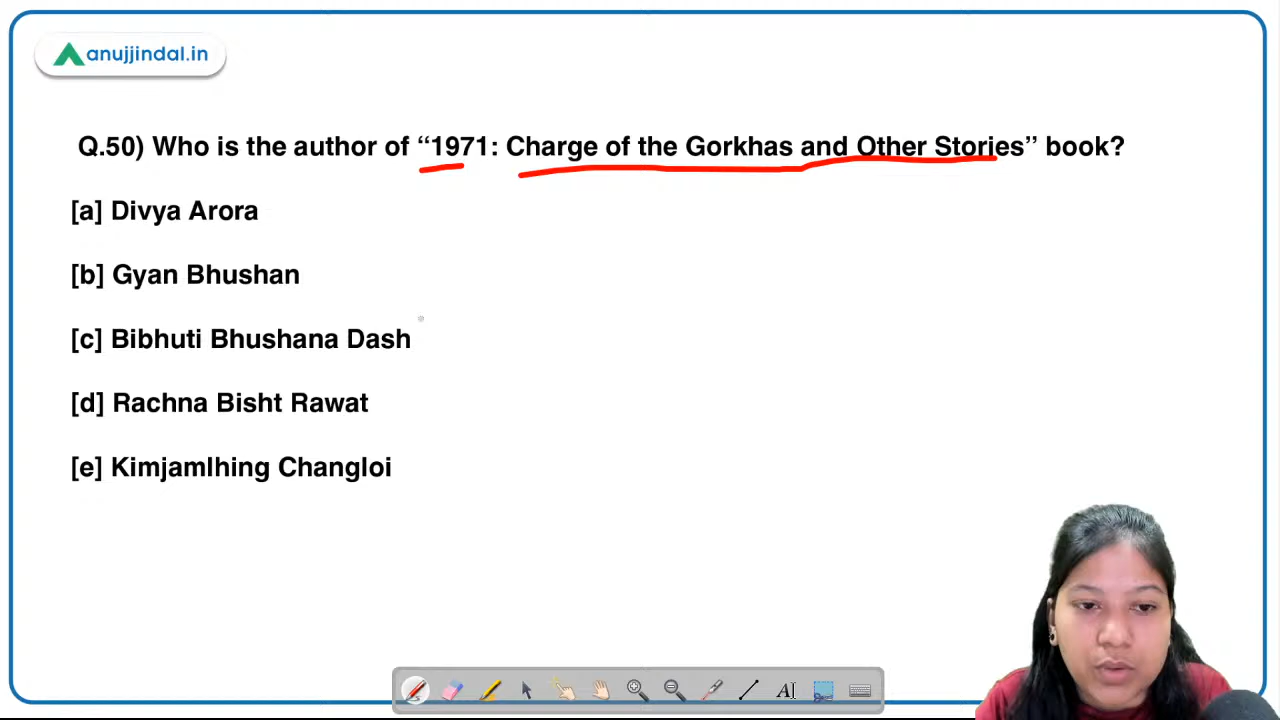 anujjindal.in
Q.50) Who is the author of “1971: Charge of the Gorkhas and Other Stories” book?
[a] Divya Arora
[b] Gyan Bhushan
[c] Bibhuti Bhushana Dash
[d] Rachna Bisht Rawat
[e] Kimjamlhing Changloi